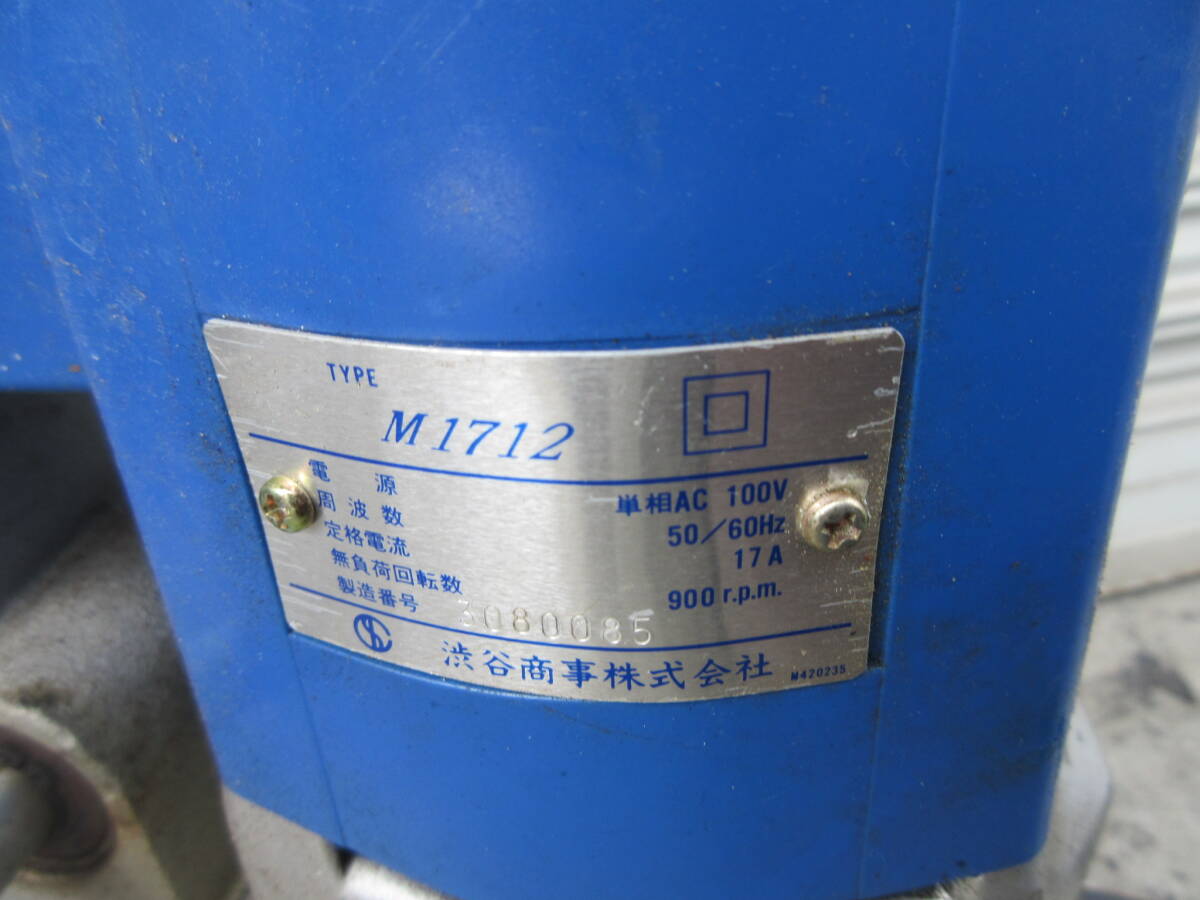 TYPE
M1712
電源 単相AC 100V
周波数 50/60Hz
定格電流 17A
無負荷回転数 900 r.p.m.
製造番号 3080085
渋谷商事株式会社 M420235